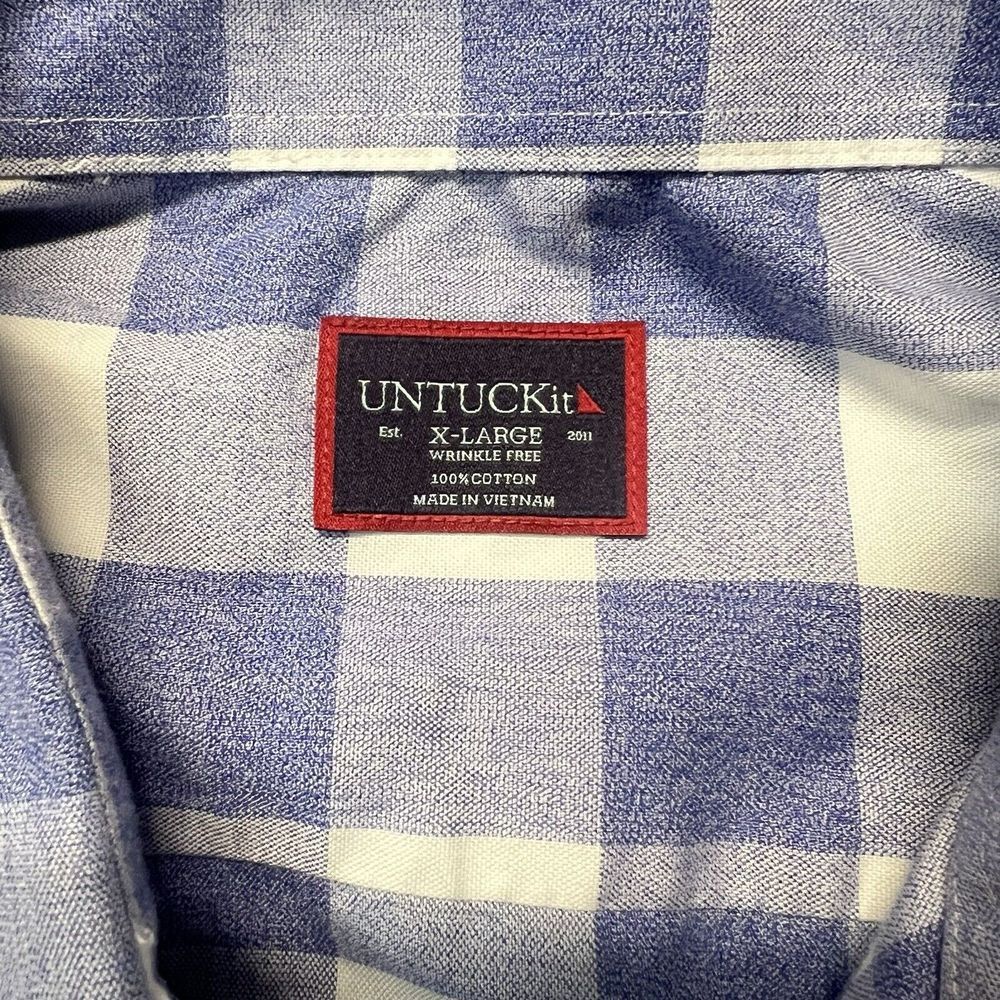 UNTUCKit
Est. X-LARGE 2011
WRINKLE FREE
100% COTTON
MADE IN VIETNAM